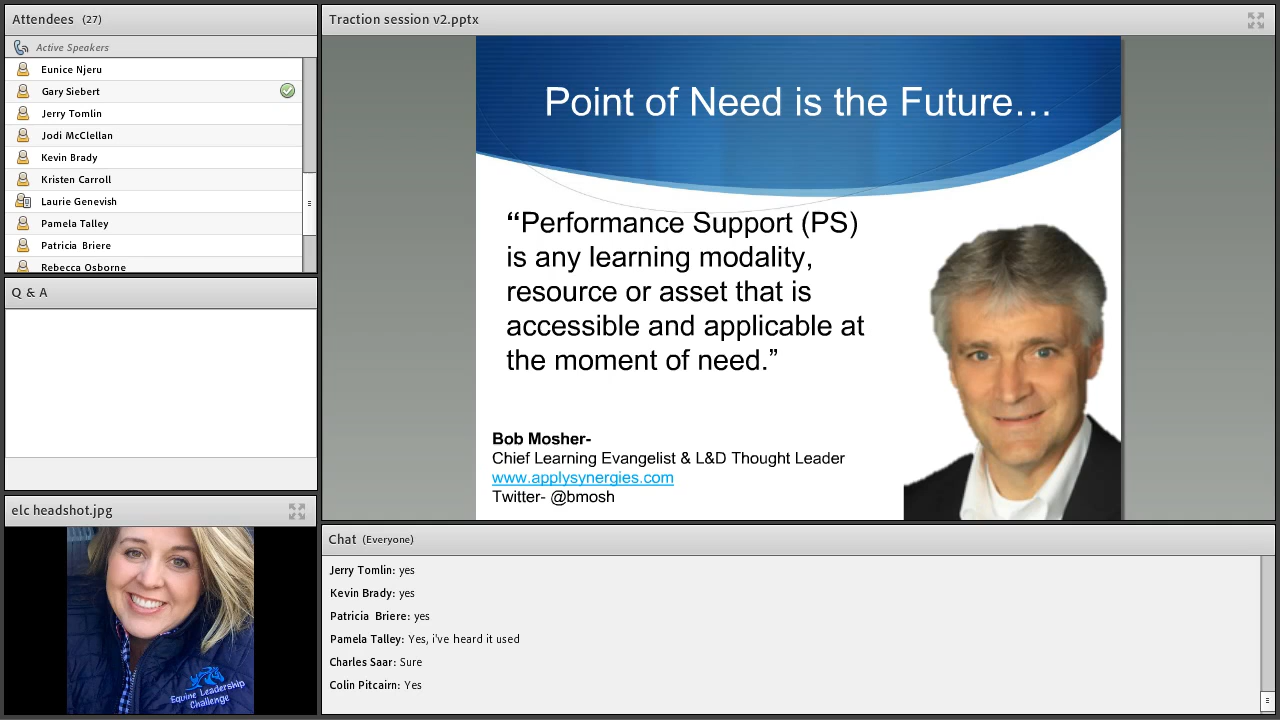 Attendees (27)
Active Speakers
Eunice Njeru
Gary Siebert
Jerry Tomlin
Jodi McClellan
Kevin Brady
Kristen Carroll
Laurie Genevish
Pamela Talley
Patricia Briere
Rebecca Osborne
Q & A
elc headshot.jpg
Equine Leadership
Challenge
Traction session v2.pptx
Point of Need is the Future…
“Performance Support (PS)
is any learning modality,
resource or asset that is
accessible and applicable at
the moment of need.”
Bob Mosher-
Chief Learning Evangelist & L&D Thought Leader
www.applysynergies.com
Twitter- @bmosh
Chat (Everyone)
Jerry Tomlin: yes
Kevin Brady: yes
Patricia Briere: yes
Pamela Talley: Yes, i've heard it used
Charles Saar: Sure
Colin Pitcairn: Yes